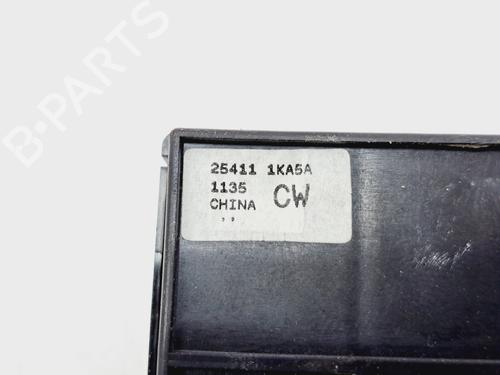 B-PARTS
25411 1KA5A
1135
CHINA CW
, ,